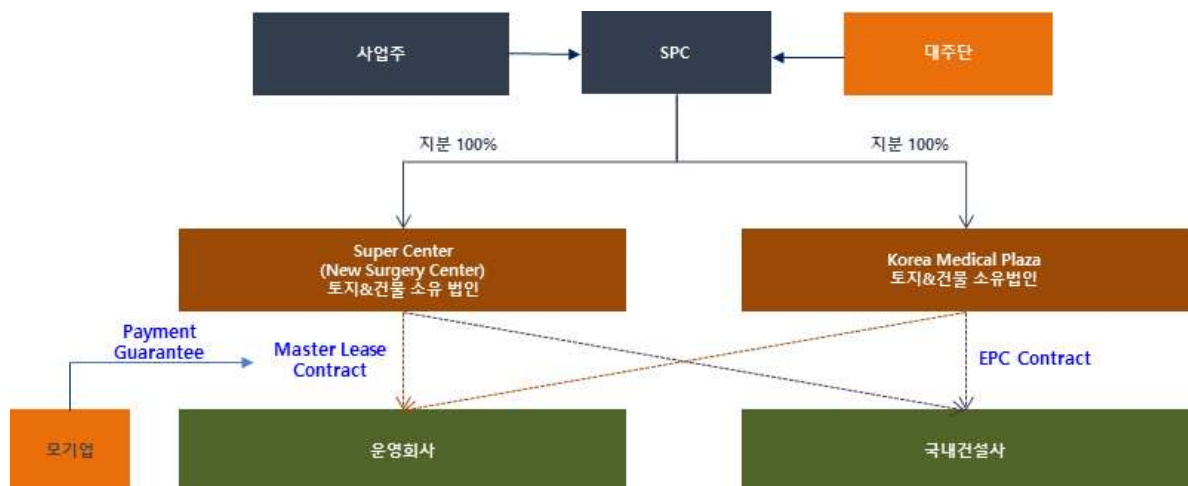 사업주
SPC
대주단
지분 100%
지분 100%
Super Center
(New Surgery Center)
토지&건물 소유 법인
Korea Medical Plaza
토지&건물 소유법인
Payment
Guarantee
Master Lease
Contract
EPC Contract
모기업
운영회사
국내건설사